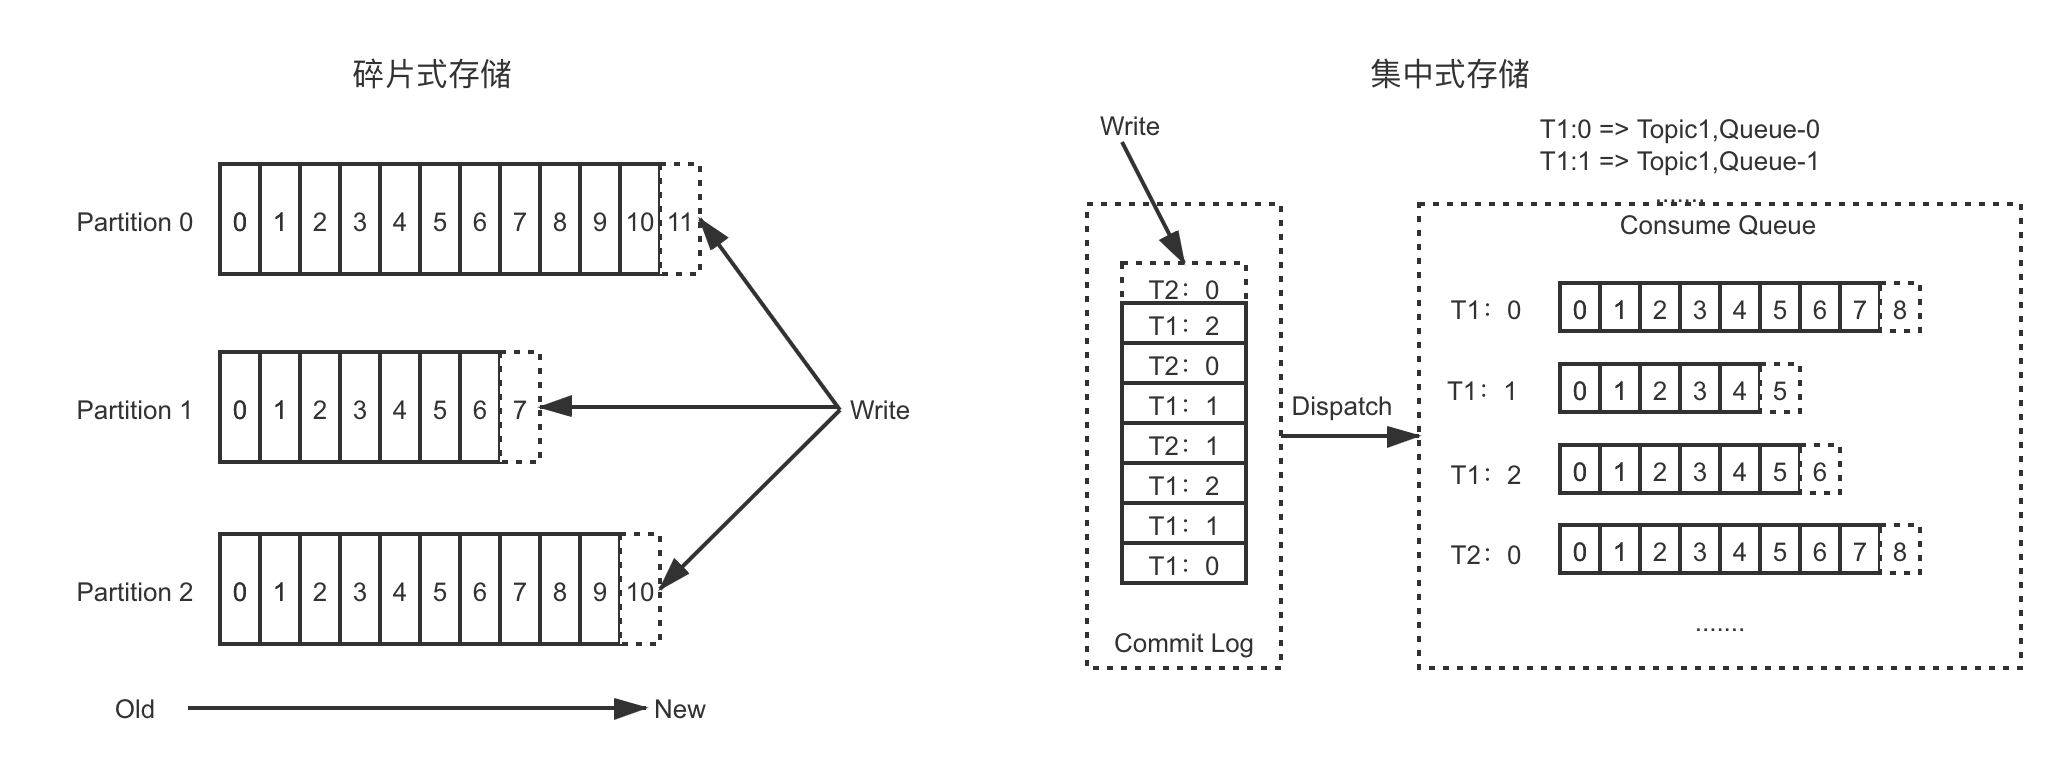 碎片式存储
Partition 0 0 1 2 3 4 5 6 7 8 9 10 11
Partition 1 0 1 2 3 4 5 6 7
Write
Partition 2 0 1 2 3 4 5 6 7 8 9 10
Old New
集中式存储
T1:0 => Topic1,Queue-0
T1:1 => Topic1,Queue-1
.......
Write
T2：0
T1：2
T2：0
T1：1
T2：1
T1：2
T1：1
T1：0
Commit Log
Dispatch
Consume Queue
T1：0 0 1 2 3 4 5 6 7 8
T1：1 0 1 2 3 4 5
T1：2 0 1 2 3 4 5 6
T2：0 0 1 2 3 4 5 6 7 8
.......